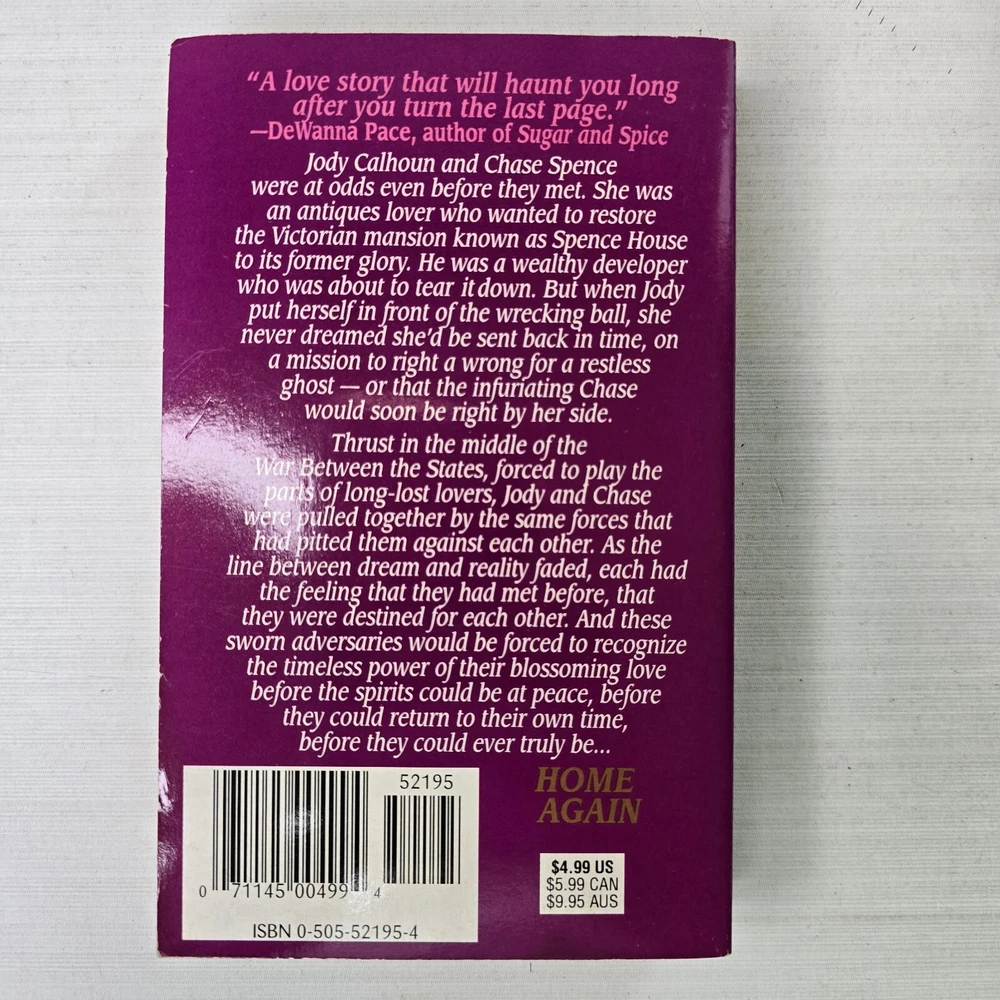 “A love story that will haunt you long
after you turn the last page.”
—DeWanna Pace, author of Sugar and Spice
Jody Calhoun and Chase Spence
were at odds even before they met. She was
an antiques lover who wanted to restore
the Victorian mansion known as Spence House
to its former glory. He was a wealthy developer
who was about to tear it down. But when Jody
put herself in front of the wrecking ball, she
never dreamed she’d be sent back in time, on
a mission to right a wrong for a restless
ghost — or that the infuriating Chase
would soon be right by her side.
Thrust in the middle of the
War Between the States, forced to play the
parts of long-lost lovers, Jody and Chase
were pulled together by the same forces that
had pitted them against each other. As the
line between dream and reality faded, each had
the feeling that they had met before, that
they were destined for each other. And these
sworn adversaries would be forced to recognize
the timeless power of their blossoming love
before the spirits could be at peace, before
they could return to their own time,
before they could ever truly be...
HOME
AGAIN
52195
0 71145 00499 4
ISBN 0-505-52195-4
$4.99 US
$5.99 CAN
$9.95 AUS